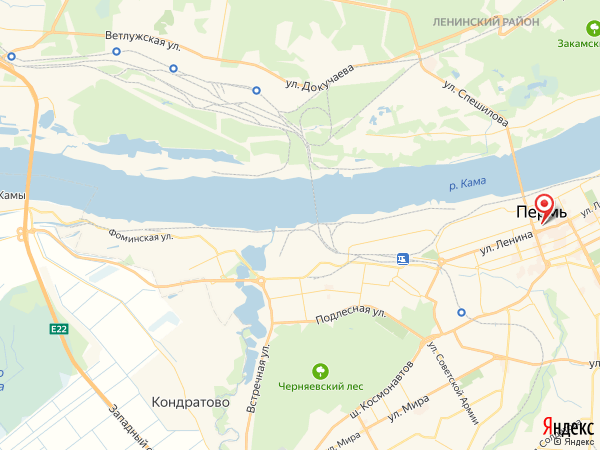 ЛЕНИНСКИЙ РАЙОН
Ветлужская ул.
Закамск
ул. Докучаева
ул. Спешилова
р. Кама
Камы
Пермь
ул. Л
Фоминская ул.
ул. Ленина
E22
Подлесная ул.
ул. Советской Армии
Встречная ул.
Черняевский лес
ш. Космонавтов
Кондратово
ул. Мира
Западный о
ул. Мира
Яндекс
© Яндекс